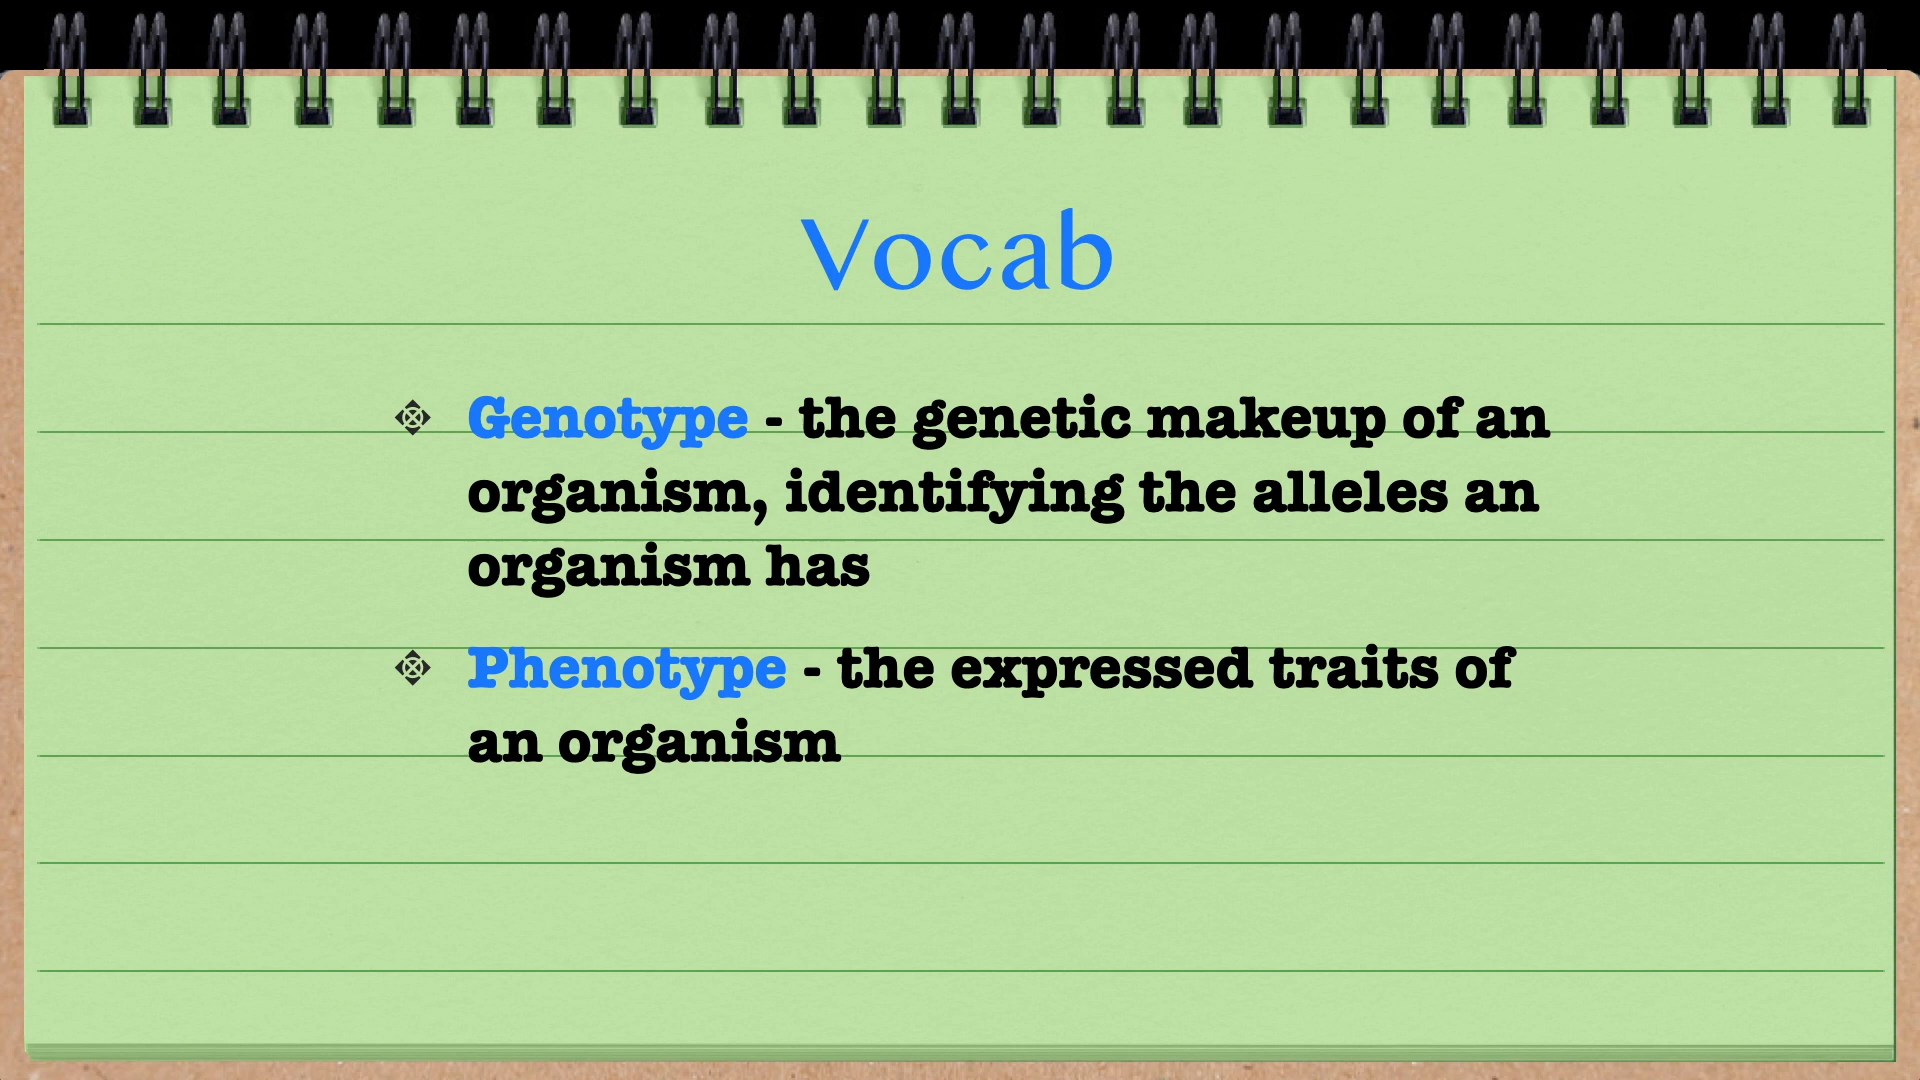 Vocab
Genotype - the genetic makeup of an
organism, identifying the alleles an
organism has
Phenotype - the expressed traits of
an organism